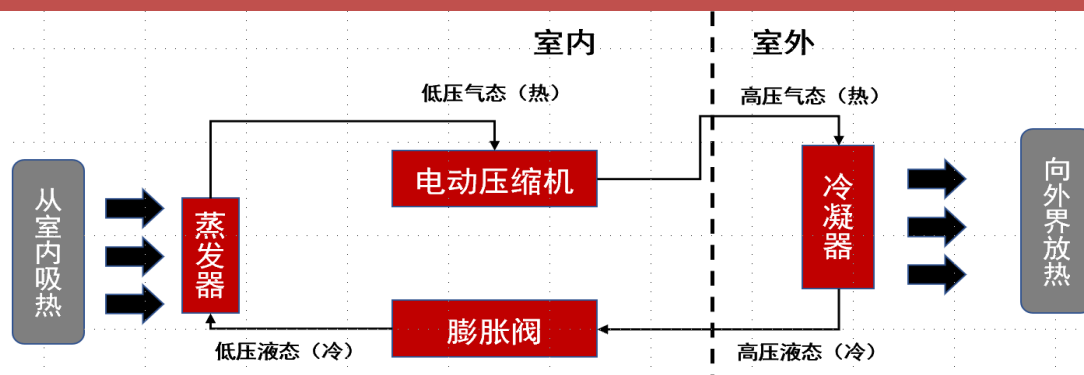 室内
室外
低压气态（热）
高压气态（热）
从室内吸热
蒸发器
电动压缩机
冷凝器
向外界放热
膨胀阀
低压液态（冷）
高压液态（冷）